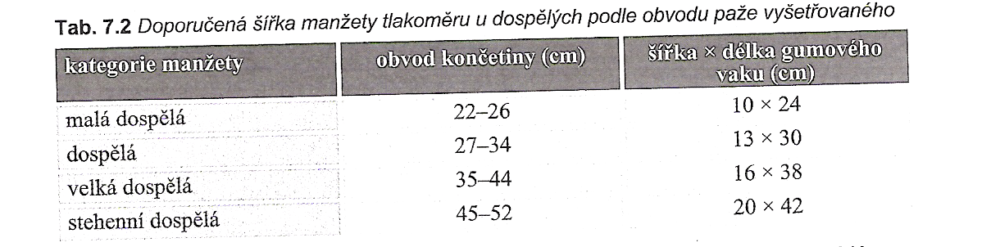 Tab. 7.2 Doporučená šířka manžety tlakoměru u dospělých podle obvodu paže vyšetřovaného
kategorie manžety obvod končetiny (cm) šířka × délka gumového vaku (cm)
malá dospělá 22–26 10 × 24
dospělá 27–34 13 × 30
velká dospělá 35–44 16 × 38
stehenní dospělá 45–52 20 × 42